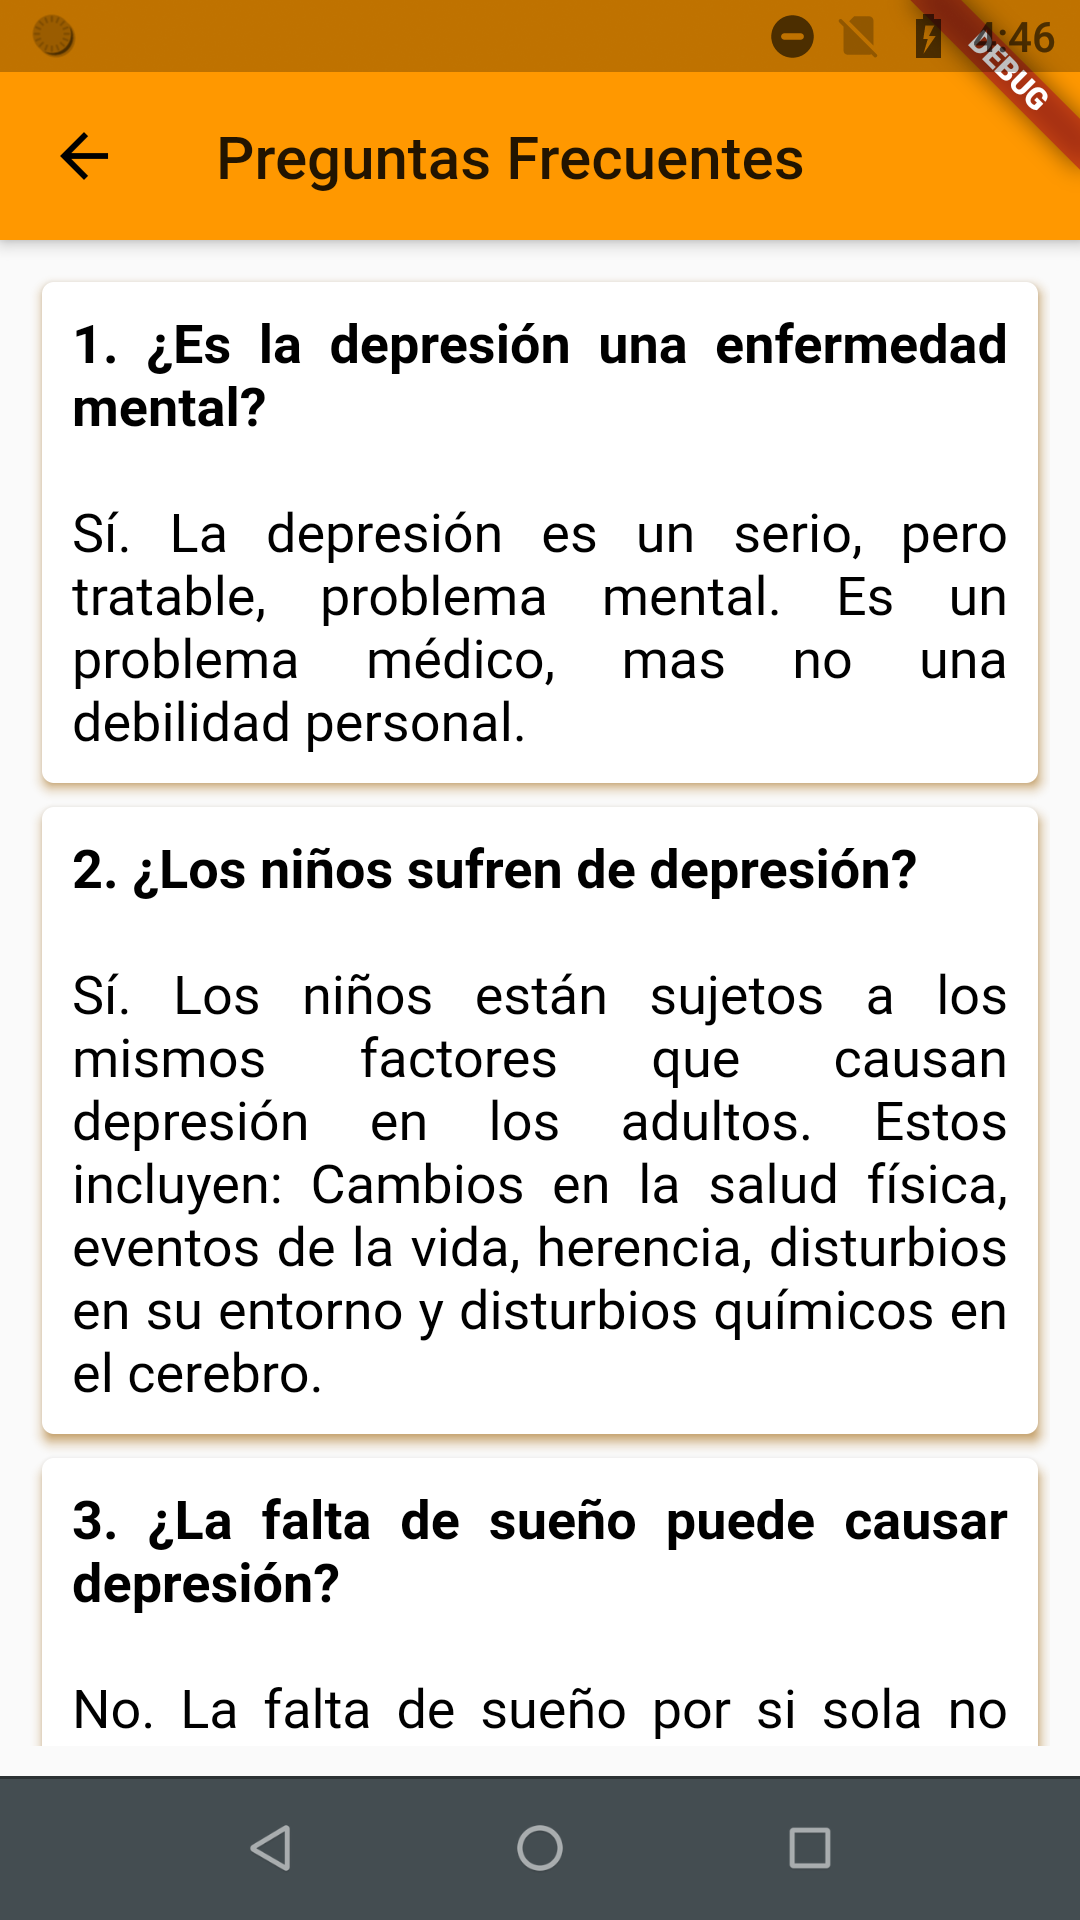 4:46
DEBUG
Preguntas Frecuentes
1. ¿Es la depresión una enfermedad
mental?
Sí. La depresión es un serio, pero
tratable, problema mental. Es un
problema médico, mas no una
debilidad personal.
2. ¿Los niños sufren de depresión?
Sí. Los niños están sujetos a los
mismos factores que causan
depresión en los adultos. Estos
incluyen: Cambios en la salud física,
eventos de la vida, herencia, disturbios
en su entorno y disturbios químicos en
el cerebro.
3. ¿La falta de sueño puede causar
depresión?
No. La falta de sueño por si sola no